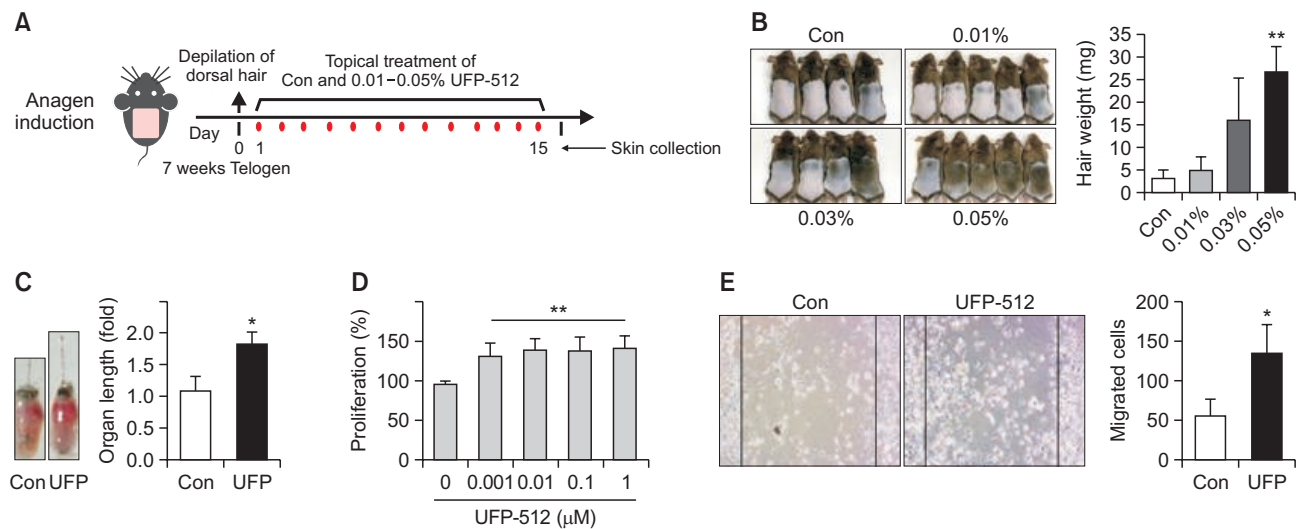 A
Anagen
induction
Depilation of
dorsal hair
Topical treatment of
Con and 0.01−0.05% UFP-512
Day
0 1 15
Skin collection
7 weeks Telogen
B
Con 0.01%
0.03% 0.05%
Hair weight (mg)
35
30
25
20
15
10
5
0
**
Con 0.01% 0.03% 0.05%
C
Con UFP
Organ length (fold)
2.0
1.5
1.0
0.5
0.0
*
Con UFP
D
Proliferation (%)
150
100
50
0
**
0 0.001 0.01 0.1 1
UFP-512 (μM)
E
Con UFP-512
Migrated cells
200
150
100
50
0
*
Con UFP